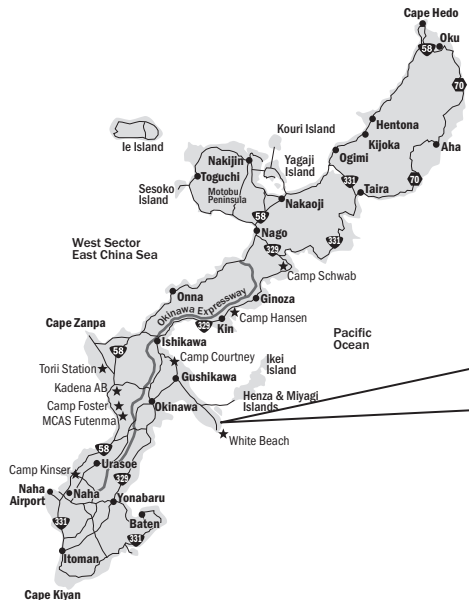 Cape Hedo
Oku
58
70
Hentona
Kijoka
Ogimi
Aha
331
70
Taira
Ie Island
Kouri Island
Nakijin
Yagaji
Island
Toguchi
Sesoko
Island
Motobu
Peninsula
58
Nakaoji
Nago
329
331
West Sector
East China Sea
Camp Schwab
Onna
Okinawa Expressway
Ginoza
329
Kin
Camp Hansen
Cape Zanpa
Ishikawa
Pacific
Ocean
58
Camp Courtney
Ikei
Island
Torii Station
Gushikawa
Kadena AB
Henza & Miyagi
Islands
Camp Foster
Okinawa
MCAS Futenma
White Beach
58
Urasoe
Camp Kinser
329
Naha
Airport
Naha
Yonabaru
331
Baten
331
Itoman
Cape Kiyan